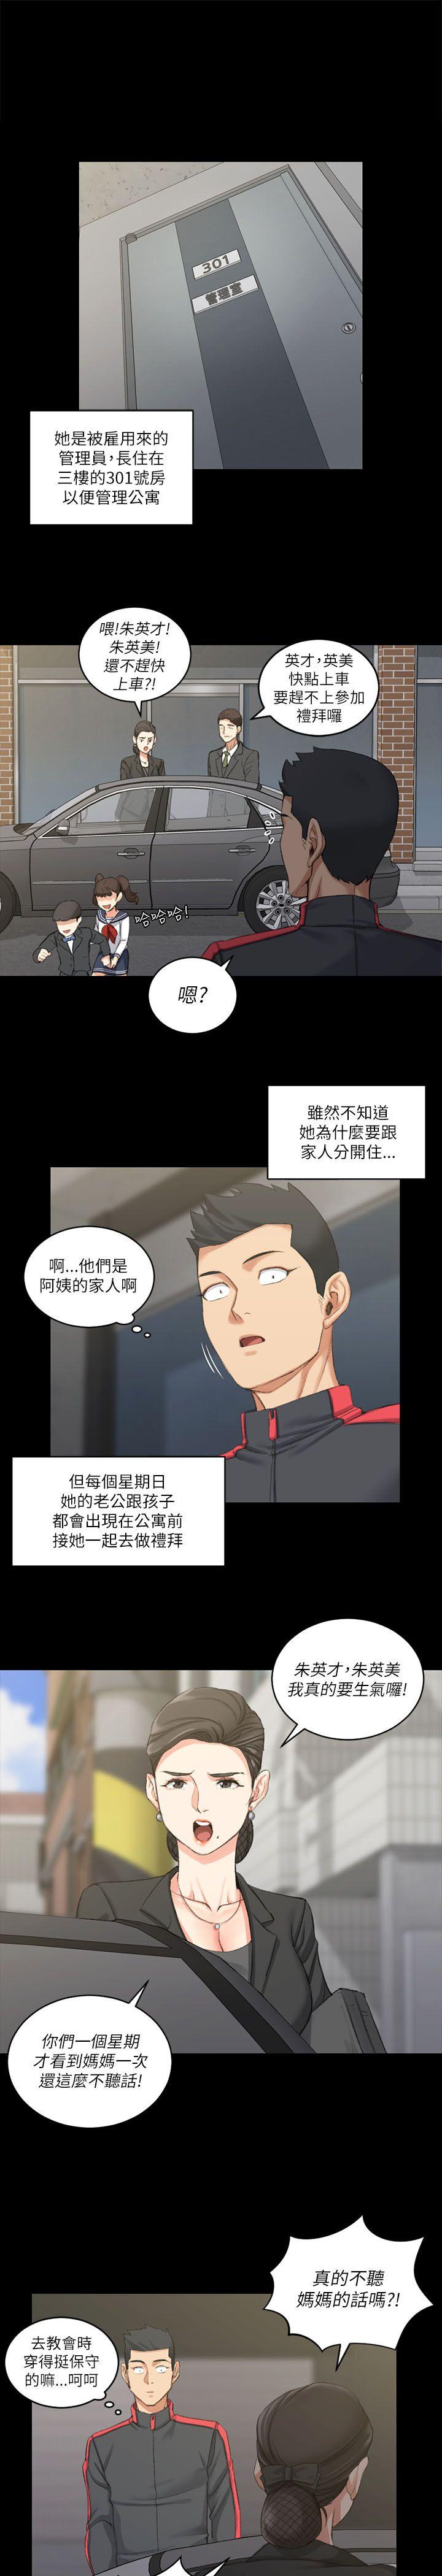 301
管理室
她是被雇用來的
管理員，長住在
三樓的301號房
以便管理公寓
喂！朱英才！
朱英美！
還不趕快
上車?!
英才，英美
快點上車
要趕不上參加
禮拜囉
哈哈哈！
嗯？
雖然不知道
她為什麼要跟
家人分開住...
啊...他們是
阿姨的家人啊
但每個星期日
她的老公跟孩子
都會出現在公寓前
接她一起去做禮拜
朱英才，朱英美
我真的要生氣囉！
你們一個星期
才看到媽媽一次
還這麼不聽話！
真的不聽
媽媽的話嗎?!
去教會時
穿得挺保守
的嘛...呵呵